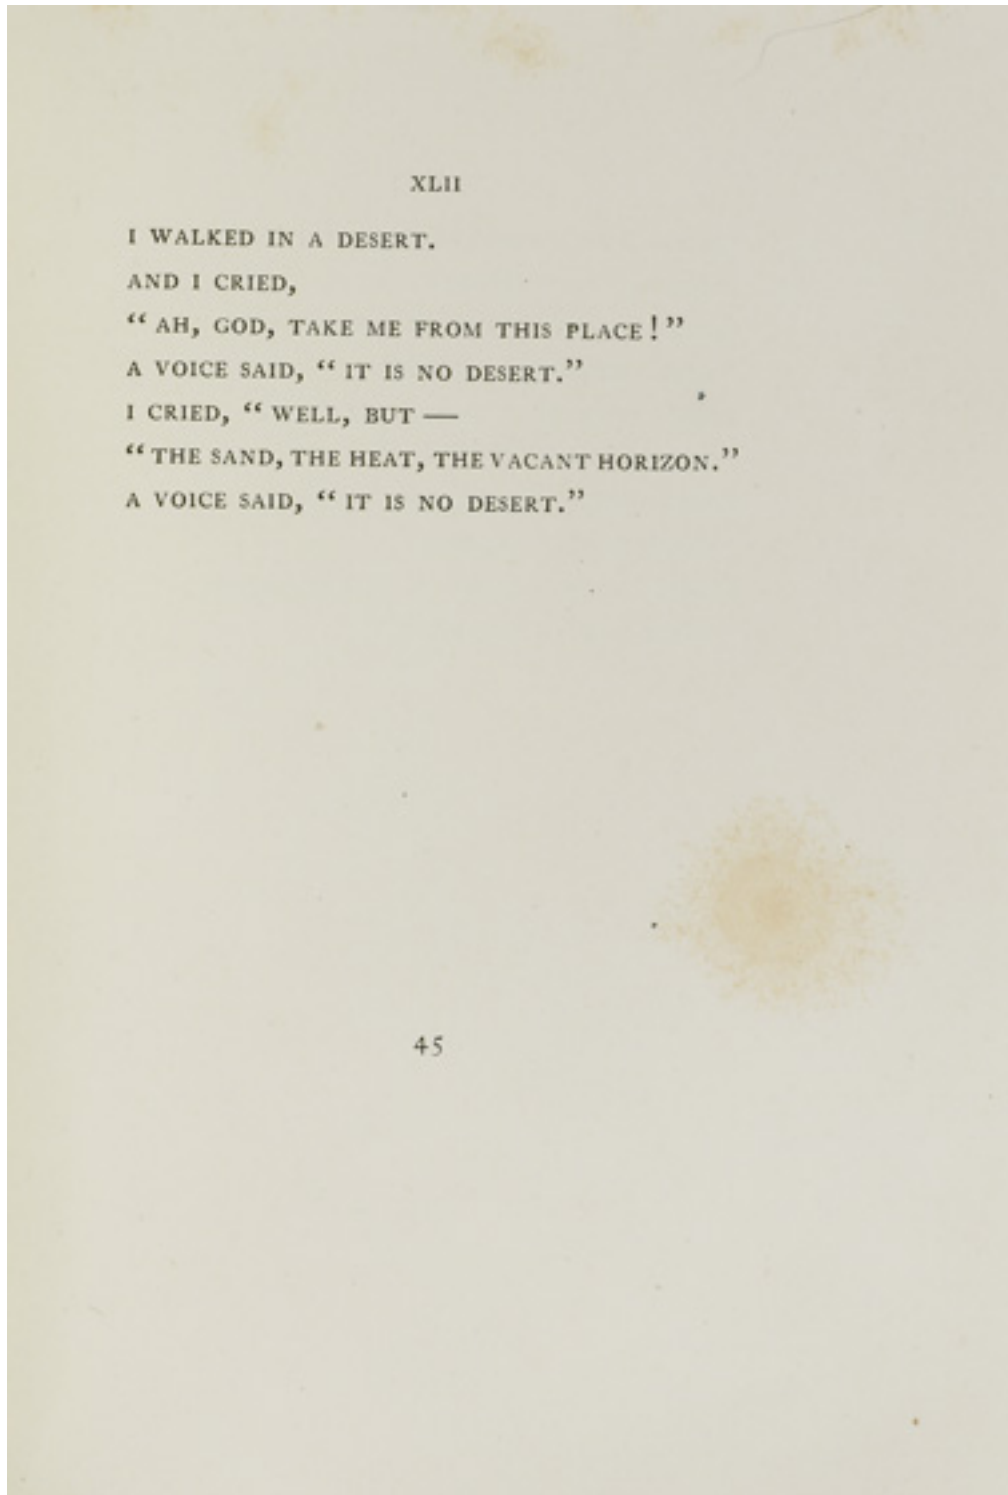 XLII
I WALKED IN A DESERT.
AND I CRIED,
“ AH, GOD, TAKE ME FROM THIS PLACE ! ”
A VOICE SAID, “ IT IS NO DESERT.”
I CRIED, “ WELL, BUT —
“ THE SAND, THE HEAT, THE VACANT HORIZON.”
A VOICE SAID, “ IT IS NO DESERT.”
45